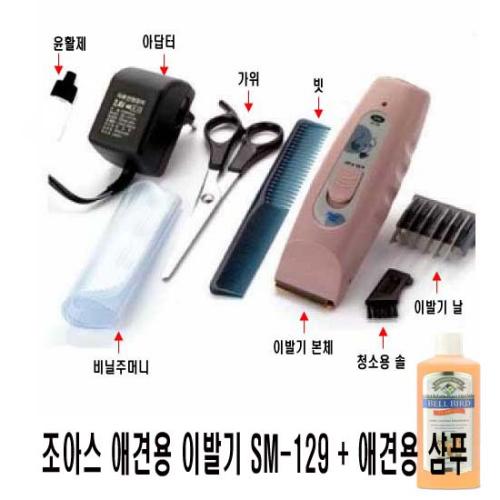 윤활제
아답터
가위
빗
비닐주머니
이발기 본체
청소용 솔
이발기 날
BELL BIRD
조아스 애견용 이발기 SM-129 + 애견용 샴푸